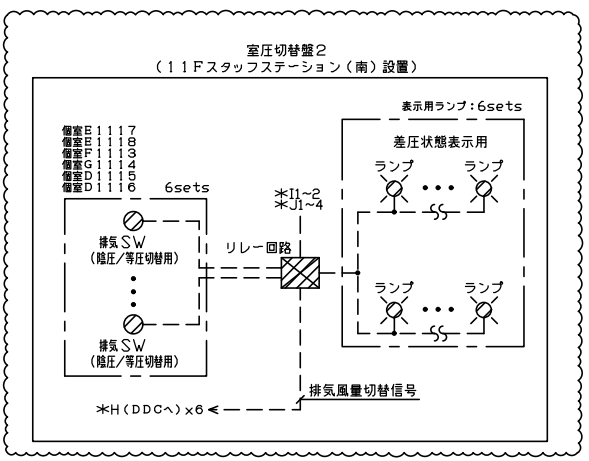 室圧切替盤2
(11Fスタッフステーション(南)設置)
表示用ランプ:6sets
個室E1117
個室E1118
個室F1113
個室G1114
個室D1115
個室D1116
6sets
差圧状態表示用
ランプ
ランプ
*I1~2
*J1~4
排気SW
(陰圧/等圧切替用)
リレー回路
ランプ
ランプ
排気SW
(陰圧/等圧切替用)
排気風量切替信号
*H(DDCへ)x6